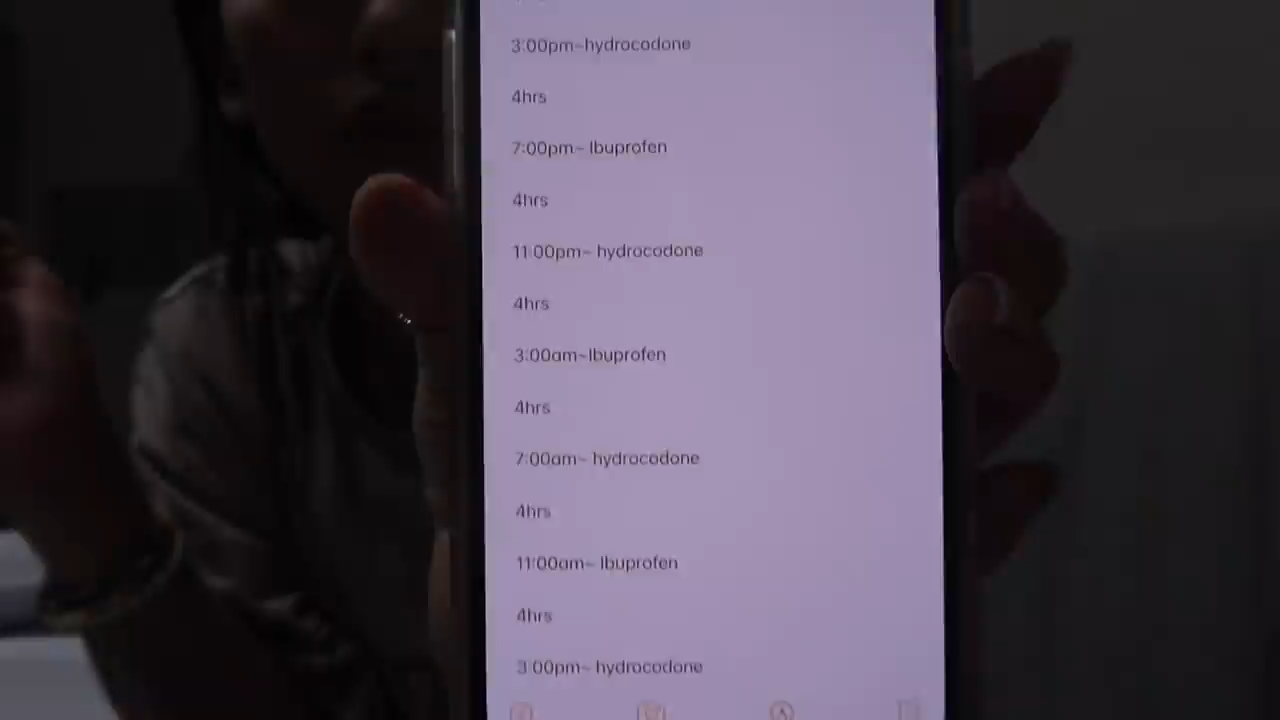 3:00pm~hydrocodone
4hrs
7:00pm~ Ibuprofen
4hrs
11:00pm~ hydrocodone
4hrs
3:00am~Ibuprofen
4hrs
7:00am~ hydrocodone
4hrs
11:00am~ Ibuprofen
4hrs
3:00pm~ hydrocodone